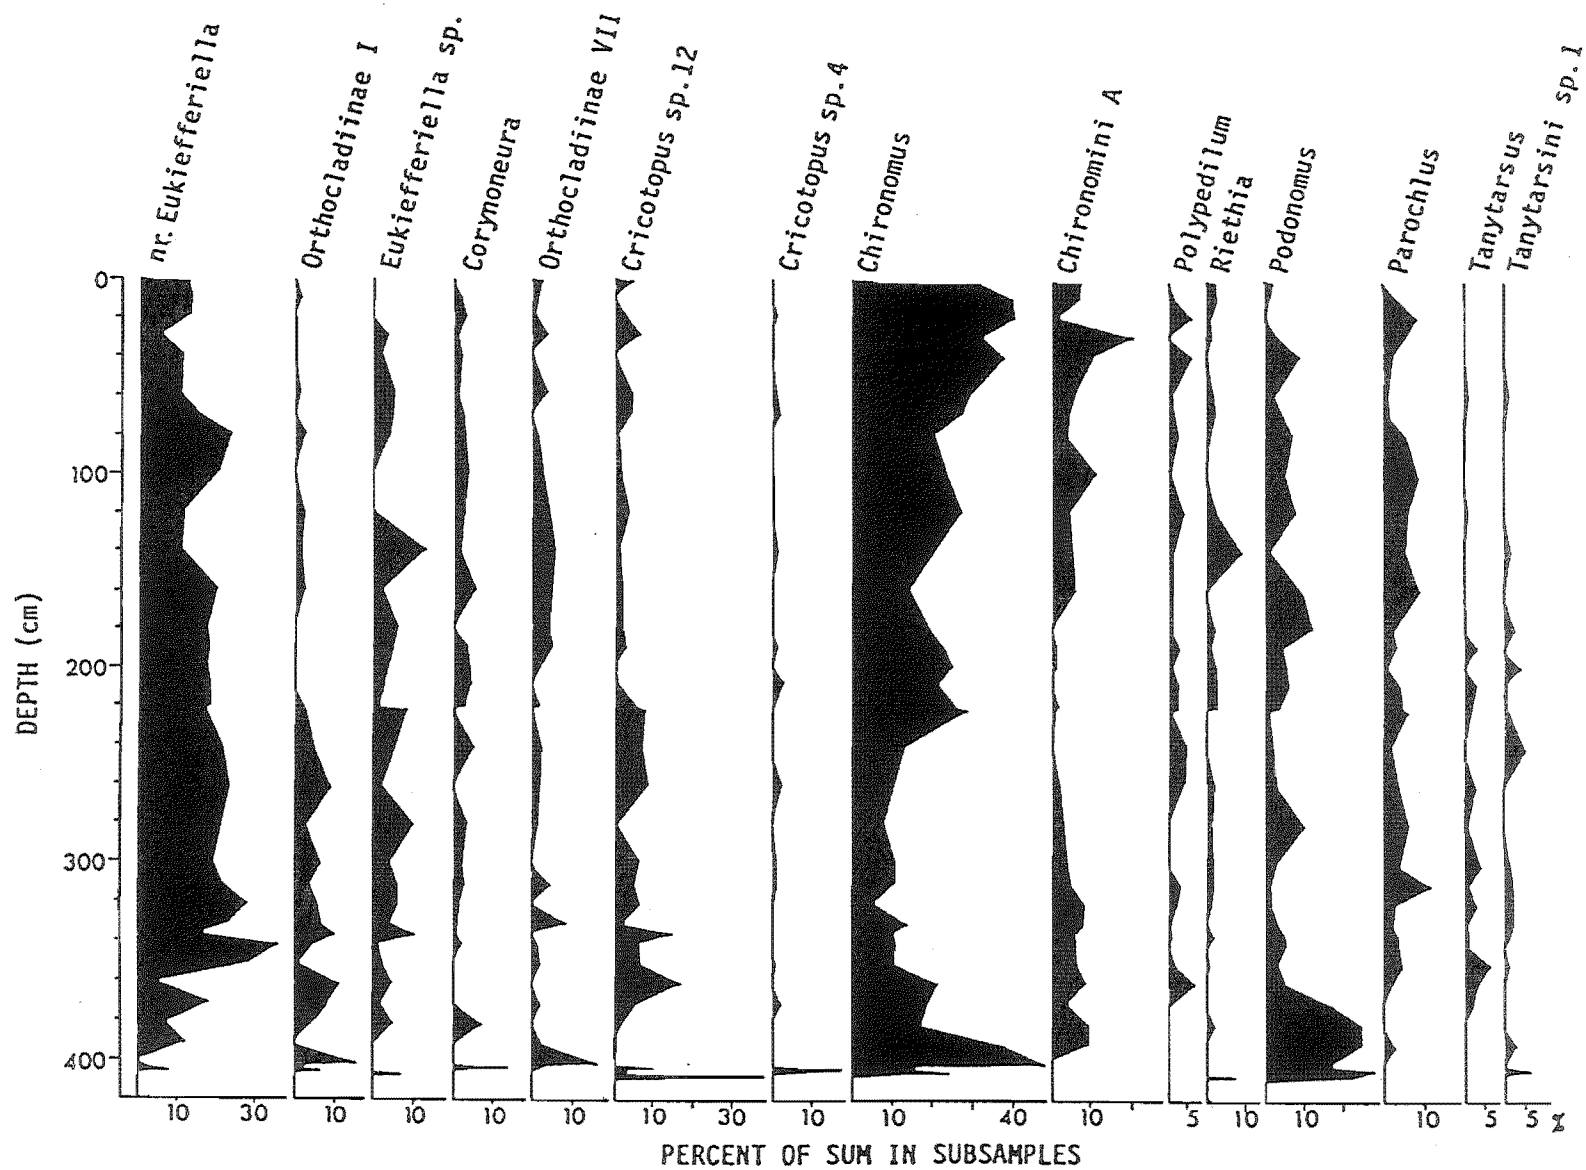 nr. Eukiefferiella
Orthocladiinae I
Eukiefferiella sp.
Corynoneura
Orthocladiinae VII
Cricotopus sp.12
Cricotopus sp.4
Chironomus
Chironomini A
Polypedilum
Riethia
Podonomus
Parochlus
Tanytarsus
Tanytarsini sp.1
0
100
200
300
400
DEPTH (cm)
10 30 10 10 10 10 10 30 10 10 40 10 5 10 10 10 5 5 %
PERCENT OF SUM IN SUBSAMPLES